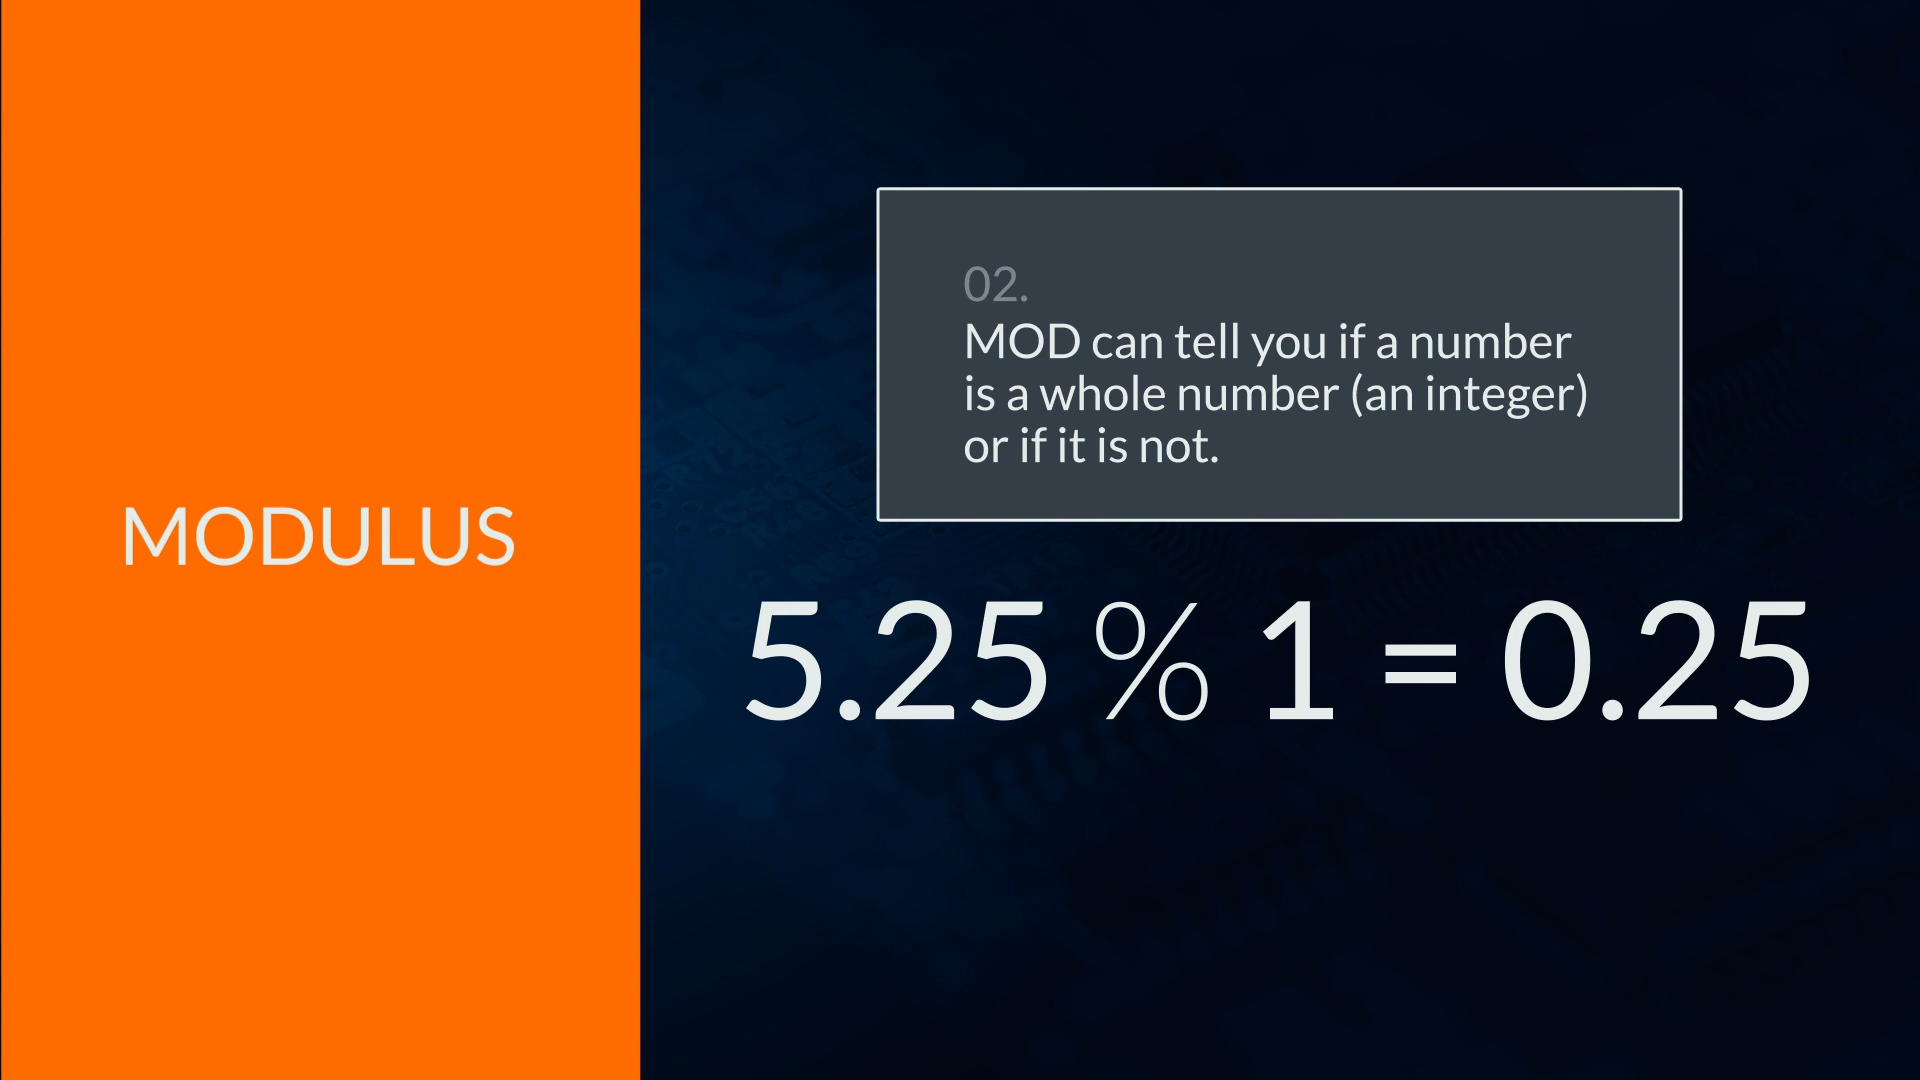 MODULUS
02.
MOD can tell you if a number
is a whole number (an integer)
or if it is not.
5.25 % 1 = 0.25